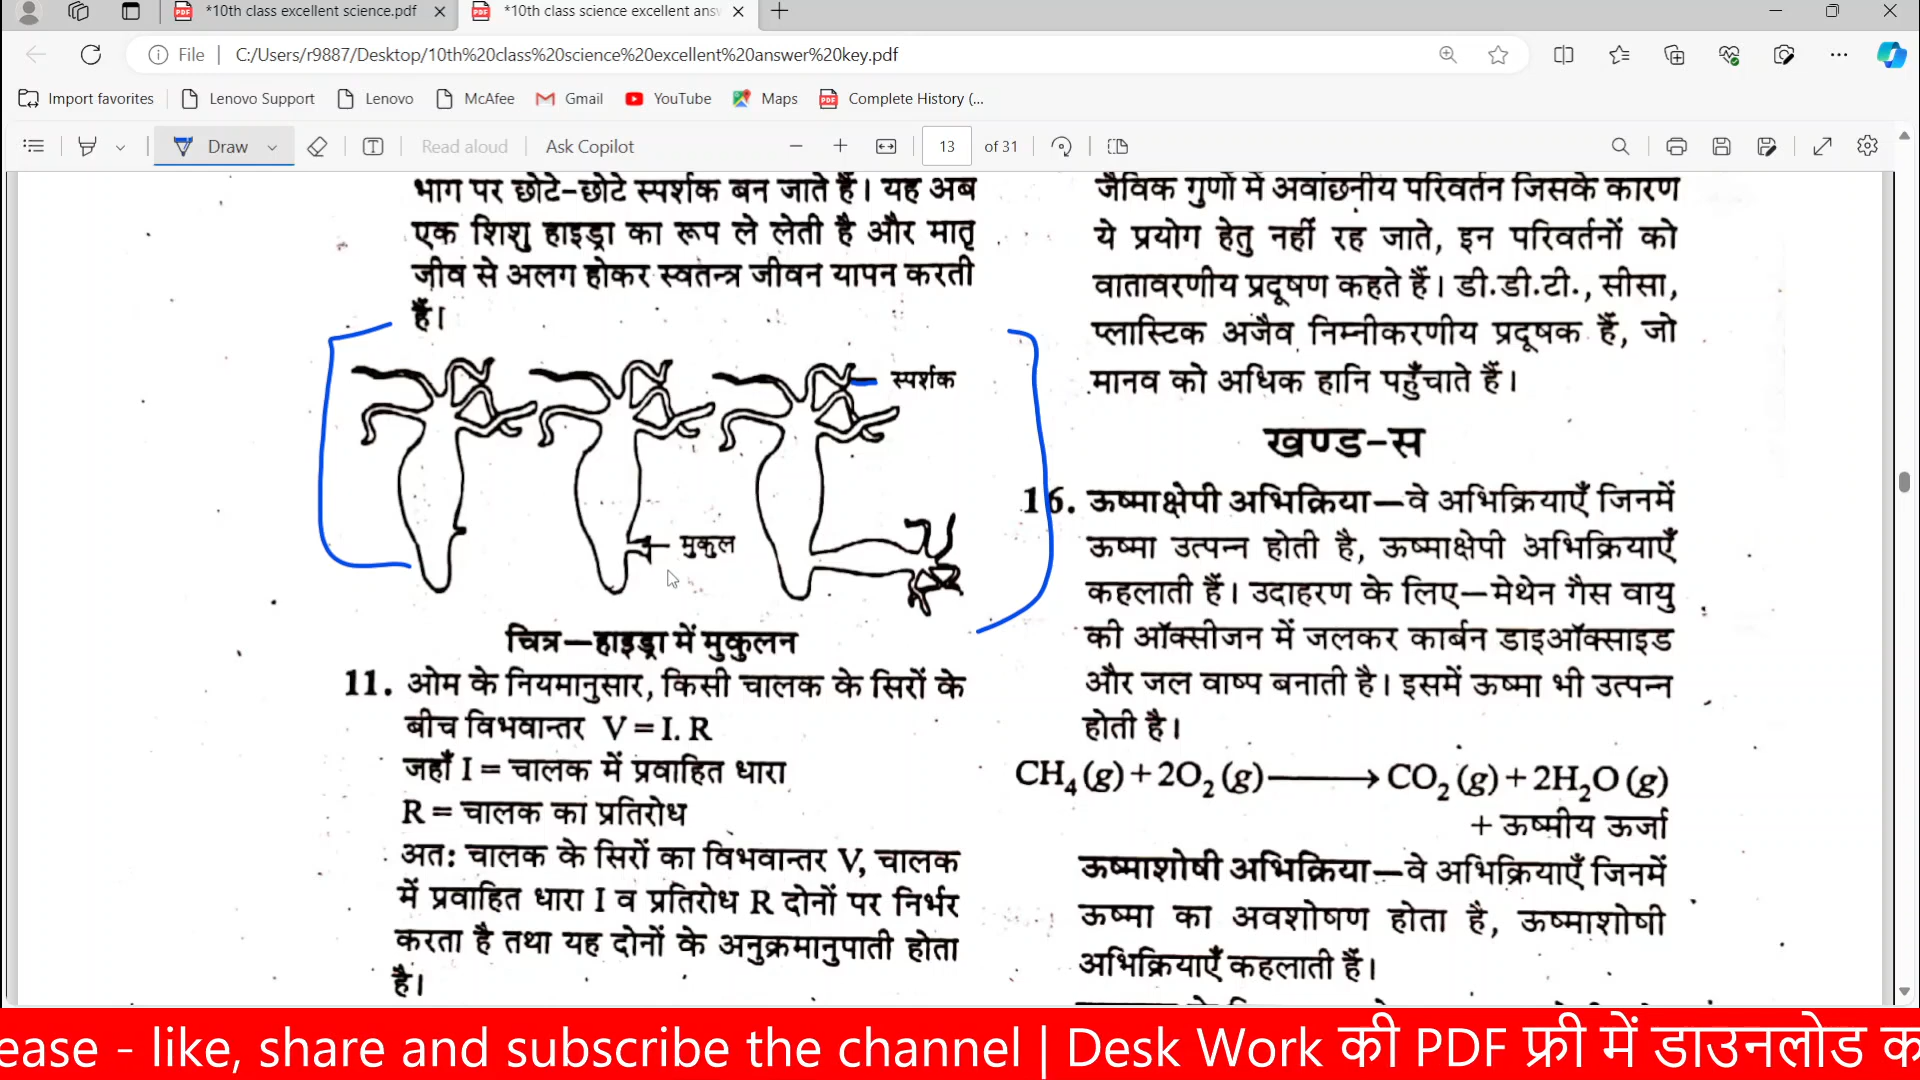 *10th class excellent science.pdf
*10th class science excellent ans
File
C:/Users/r9887/Desktop/10th%20class%20science%20excellent%20answer%20key.pdf
Import favorites
Lenovo Support
Lenovo
McAfee
Gmail
YouTube
Maps
Complete History (...
Draw
Read aloud
Ask Copilot
13
of 31
भाग पर छोटे-छोटे स्पर्शक बन जाते हैं। यह अब
एक शिशु हाइड्रा का रूप ले लेती है और मातृ
जीव से अलग होकर स्वतन्त्र जीवन यापन करती
हैं।
स्पर्शक
मुकुल
चित्र—हाइड्रा में मुकुलन
11. ओम के नियमानुसार, किसी चालक के सिरों के
बीच विभवान्तर V = I. R
जहाँ I = चालक में प्रवाहित धारा
R = चालक का प्रतिरोध
अत: चालक के सिरों का विभवान्तर V, चालक
में प्रवाहित धारा I व प्रतिरोध R दोनों पर निर्भर
करता है तथा यह दोनों के अनुक्रमानुपाती होता
है।
जैविक गुणों में अवांछनीय परिवर्तन जिसके कारण
ये प्रयोग हेतु नहीं रह जाते, इन परिवर्तनों को
वातावरणीय प्रदूषण कहते हैं। डी.डी.टी., सीसा,
प्लास्टिक अजैव निम्नीकरणीय प्रदूषक हैं, जो
मानव को अधिक हानि पहुँचाते हैं।
खण्ड-स
16. ऊष्माक्षेपी अभिक्रिया—वे अभिक्रियाएँ जिनमें
ऊष्मा उत्पन्न होती है, ऊष्माक्षेपी अभिक्रियाएँ
कहलाती हैं। उदाहरण के लिए—मेथेन गैस वायु
की ऑक्सीजन में जलकर कार्बन डाइऑक्साइड
और जल वाष्प बनाती है। इसमें ऊष्मा भी उत्पन्न
होती है।
CH₄ (g) + 2O₂ (g) ⟶ CO₂ (g) + 2H₂O (g)
+ ऊष्मीय ऊर्जा
ऊष्माशोषी अभिक्रिया—वे अभिक्रियाएँ जिनमें
ऊष्मा का अवशोषण होता है, ऊष्माशोषी
अभिक्रियाएँ कहलाती हैं।
ease - like, share and subscribe the channel | Desk Work की PDF फ्री में डाउनलोड क